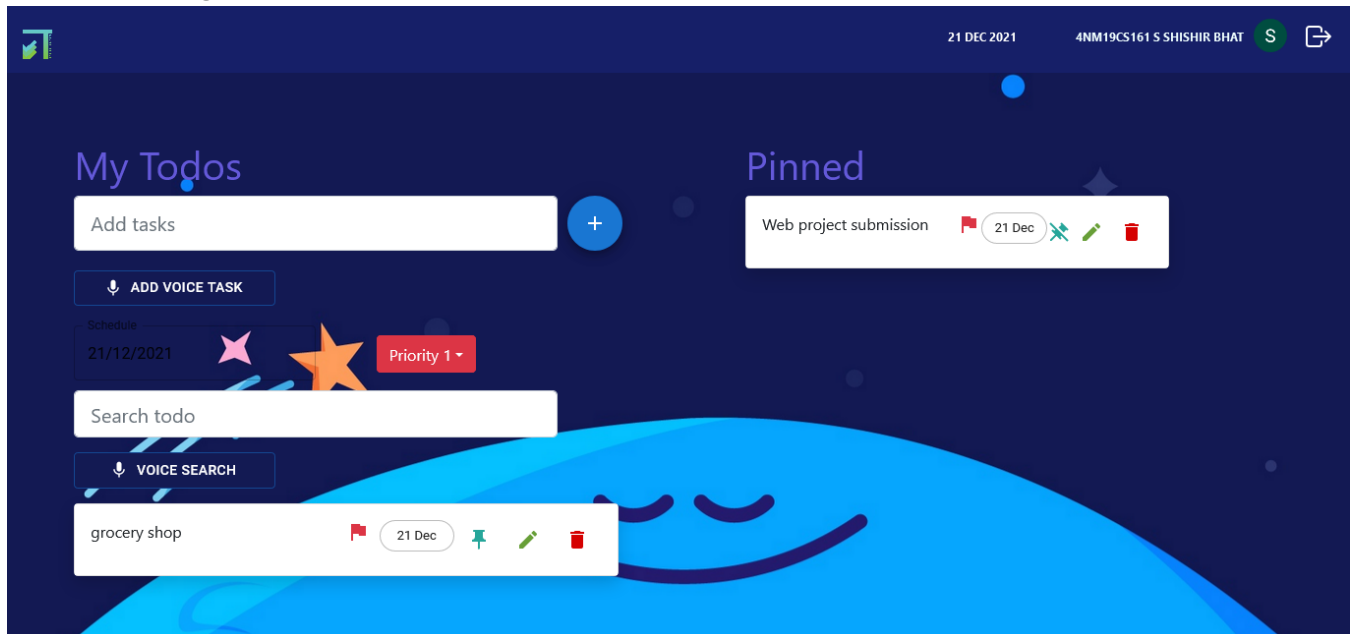 21 DEC 2021 4NM19CS161 S SHISHIR BHAT S
My Todos
Add tasks
ADD VOICE TASK
Schedule
21/12/2021
Priority 1
Search todo
VOICE SEARCH
grocery shop 21 Dec
Pinned
Web project submission 21 Dec